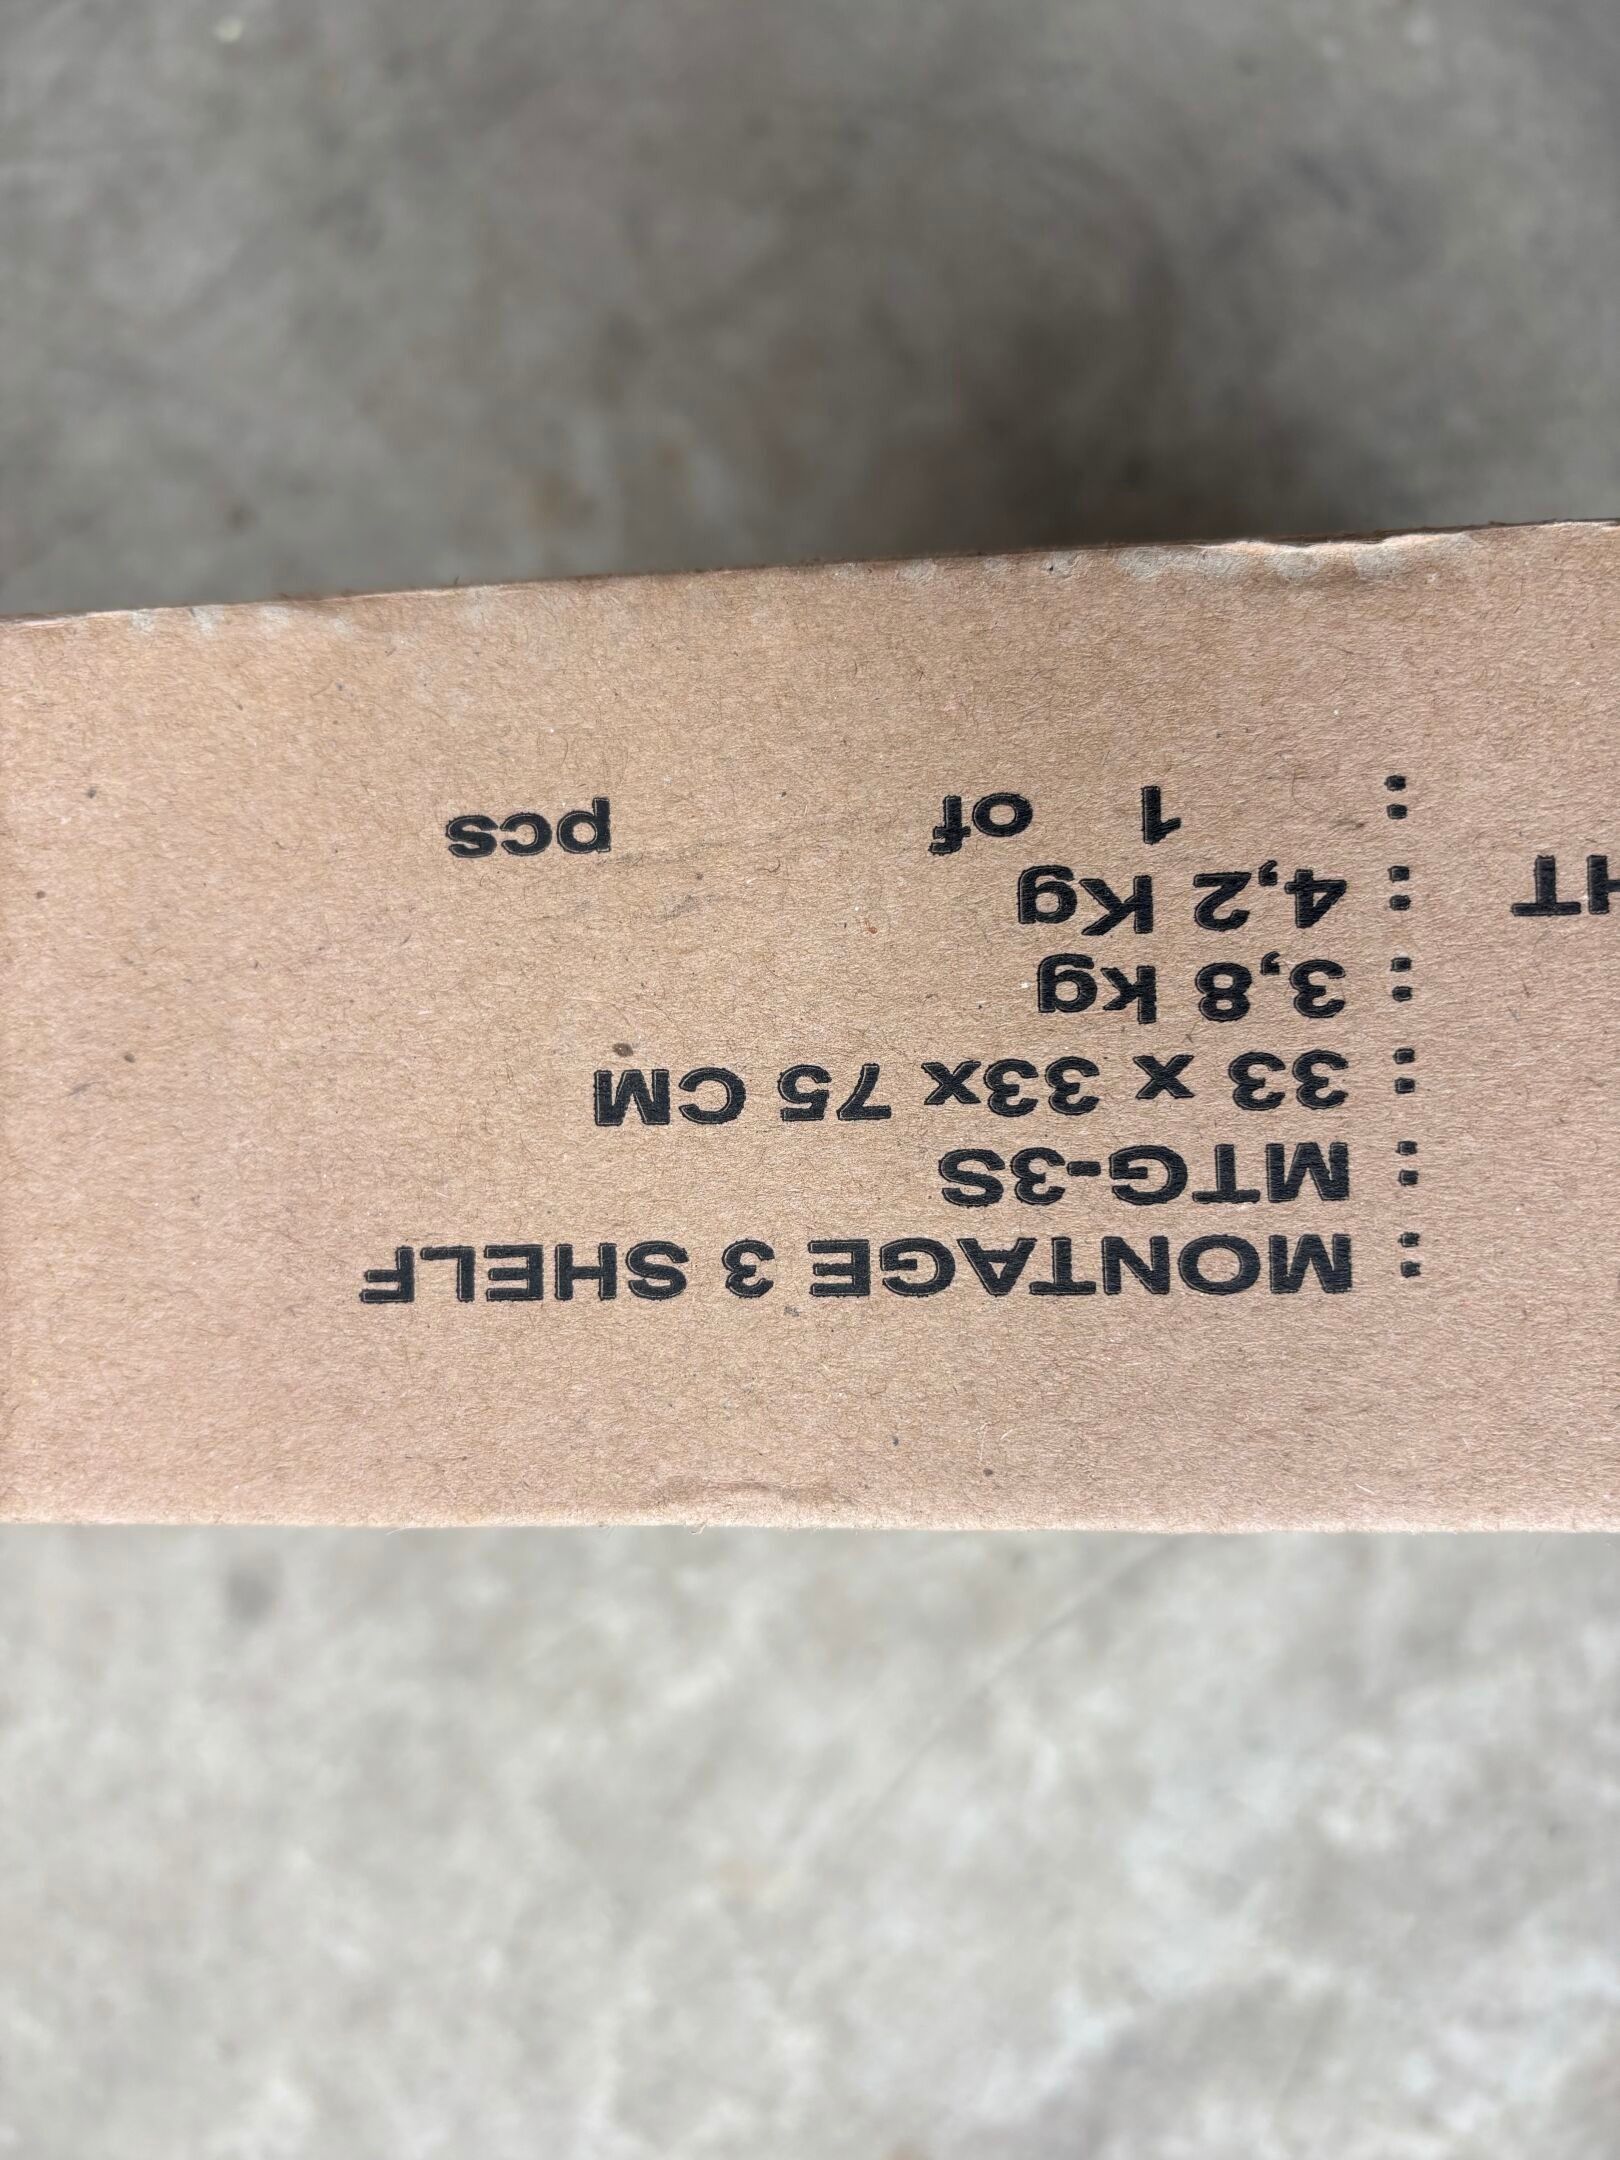 : MONTAGE 3 SHELF
: MTG-3S
: 33 x 33x 75 CM
: 3,8 kg
HT : 4,2 Kg
: 1 of pcs